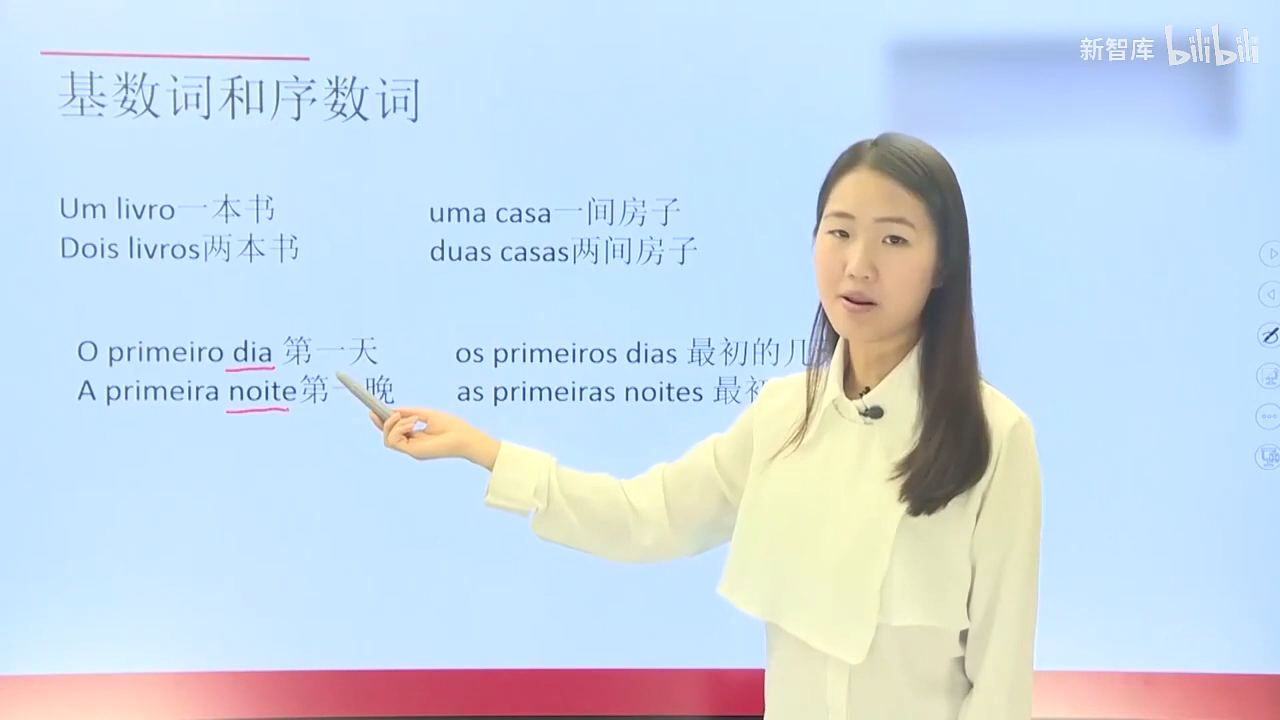 新智库 bilibili
基数词和序数词
Um livro一本书
uma casa一间房子
Dois livros两本书
duas casas两间房子
O primeiro dia 第一天
os primeiros dias 最初的几
A primeira noite第一晚
as primeiras noites 最初